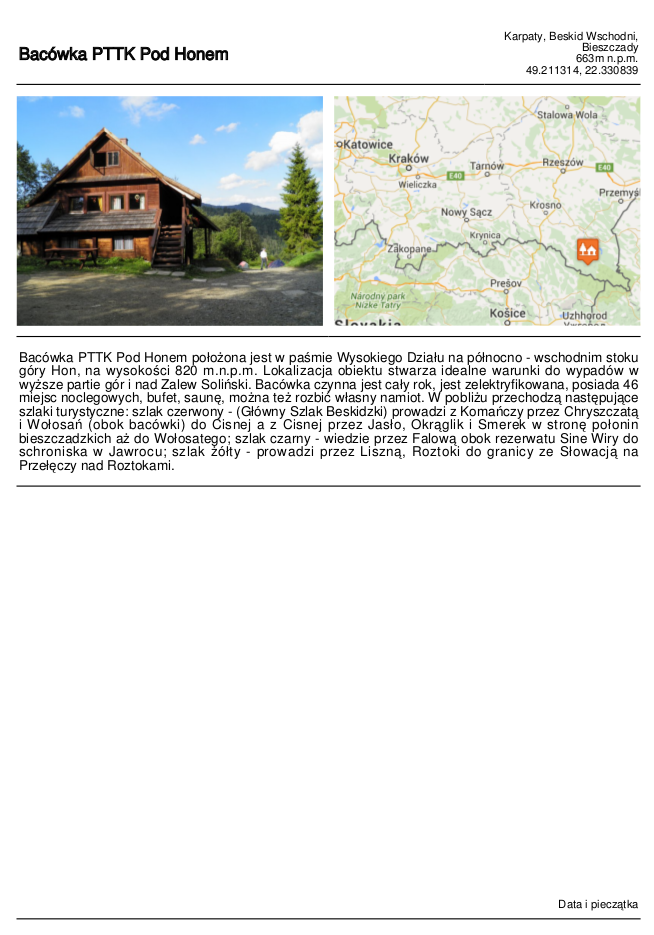 Bacówka PTTK Pod Honem
Karpaty, Beskid Wschodni,
Bieszczady
663m n.p.m.
49.211314, 22.330839
Stalowa Wola
Katowice
Kraków
Tarnów
Rzeszów
E40
E40
Wieliczka
Przemyśl
Krosno
Nowy Sącz
Krynica
Zakopane
Prešov
Národný park
Nízke Tatry
Košice
Uzhhorod
Slovakia
Bacówka PTTK Pod Honem położona jest w paśmie Wysokiego Działu na północno - wschodnim stoku
góry Hon, na wysokości 820 m.n.p.m. Lokalizacja obiektu stwarza idealne warunki do wypadów w
wyższe partie gór i nad Zalew Soliński. Bacówka czynna jest cały rok, jest zelektryfikowana, posiada 46
miejsc noclegowych, bufet, saunę, można też rozbić własny namiot. W pobliżu przechodzą następujące
szlaki turystyczne: szlak czerwony - (Główny Szlak Beskidzki) prowadzi z Komańczy przez Chryszczatą
i Wołosań (obok bacówki) do Cisnej a z Cisnej przez Jasło, Okrąglik i Smerek w stronę połonin
bieszczadzkich aż do Wołosatego; szlak czarny - wiedzie przez Falową obok rezerwatu Sine Wiry do
schroniska w Jawrocu; szlak żółty - prowadzi przez Liszną, Roztoki do granicy ze Słowacją na
Przełęczy nad Roztokami.
Data i pieczątka